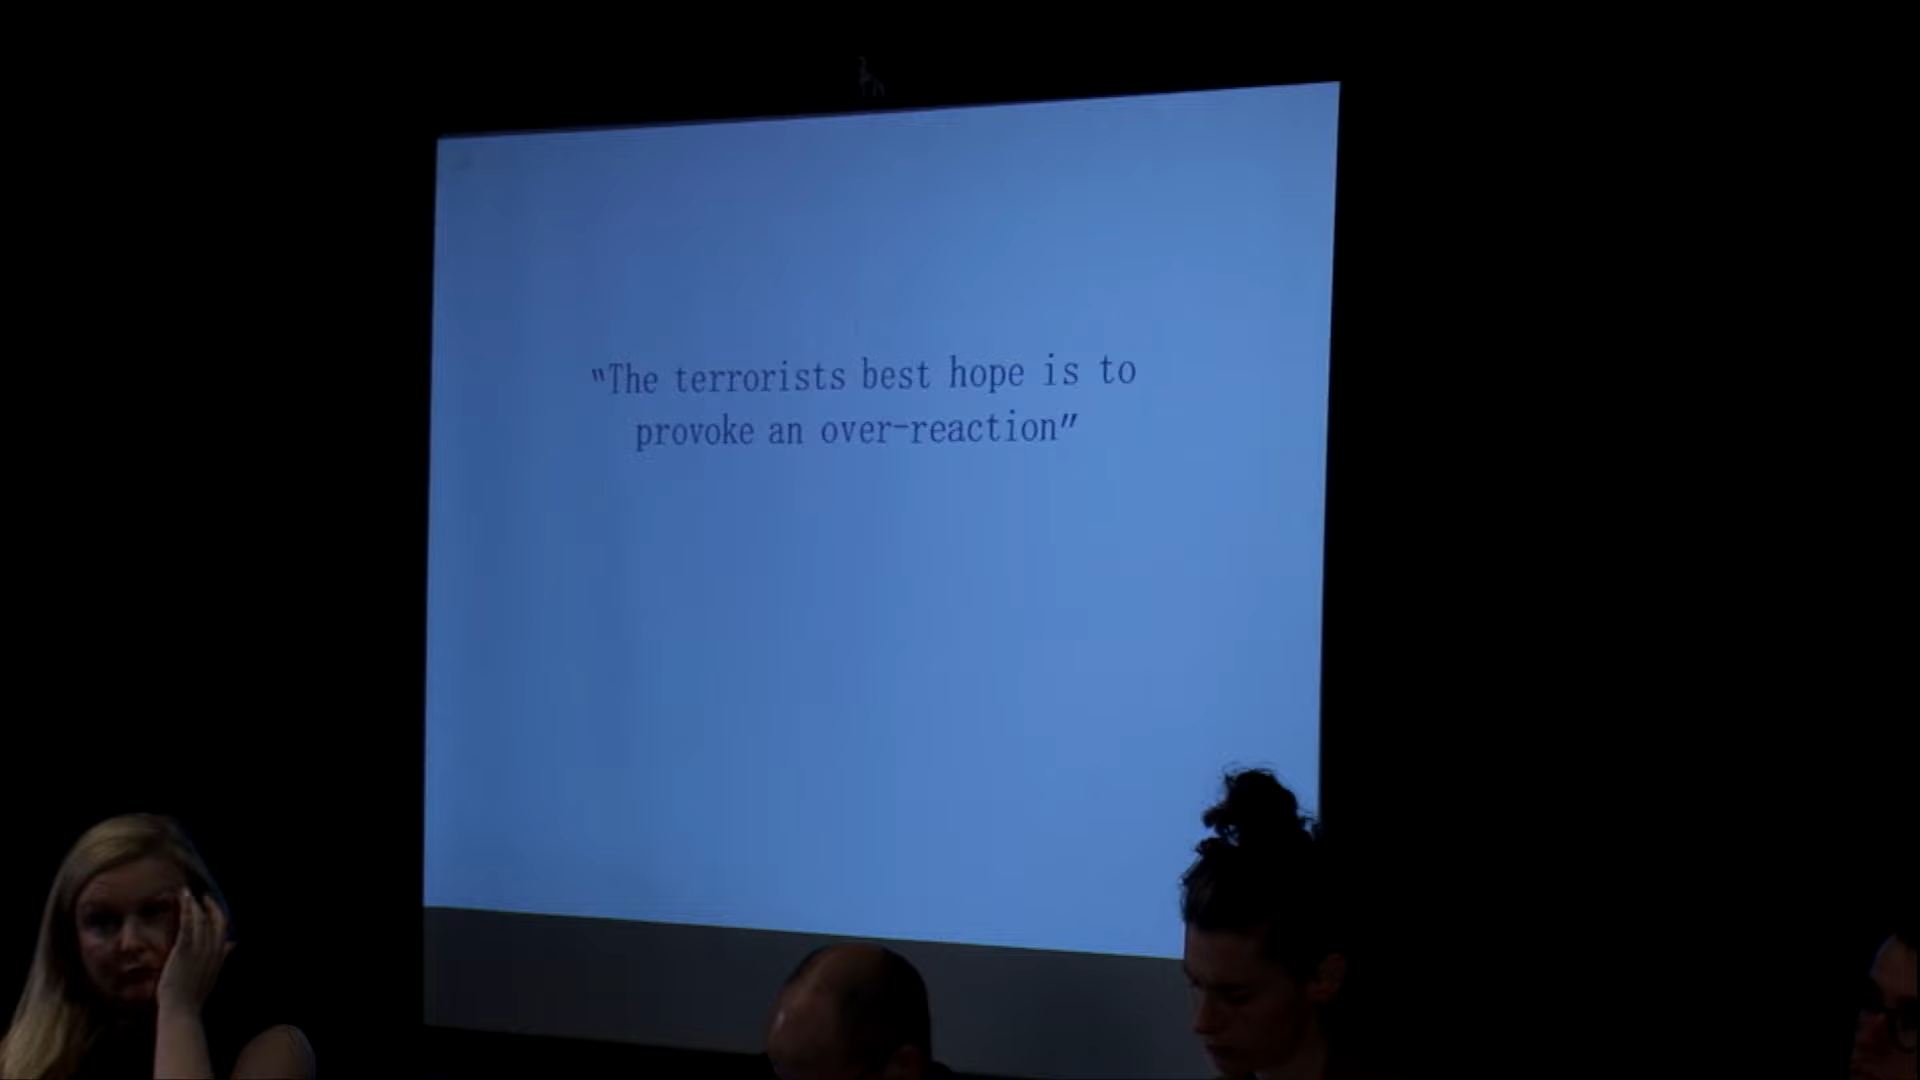 "The terrorists best hope is to
provoke an over-reaction"